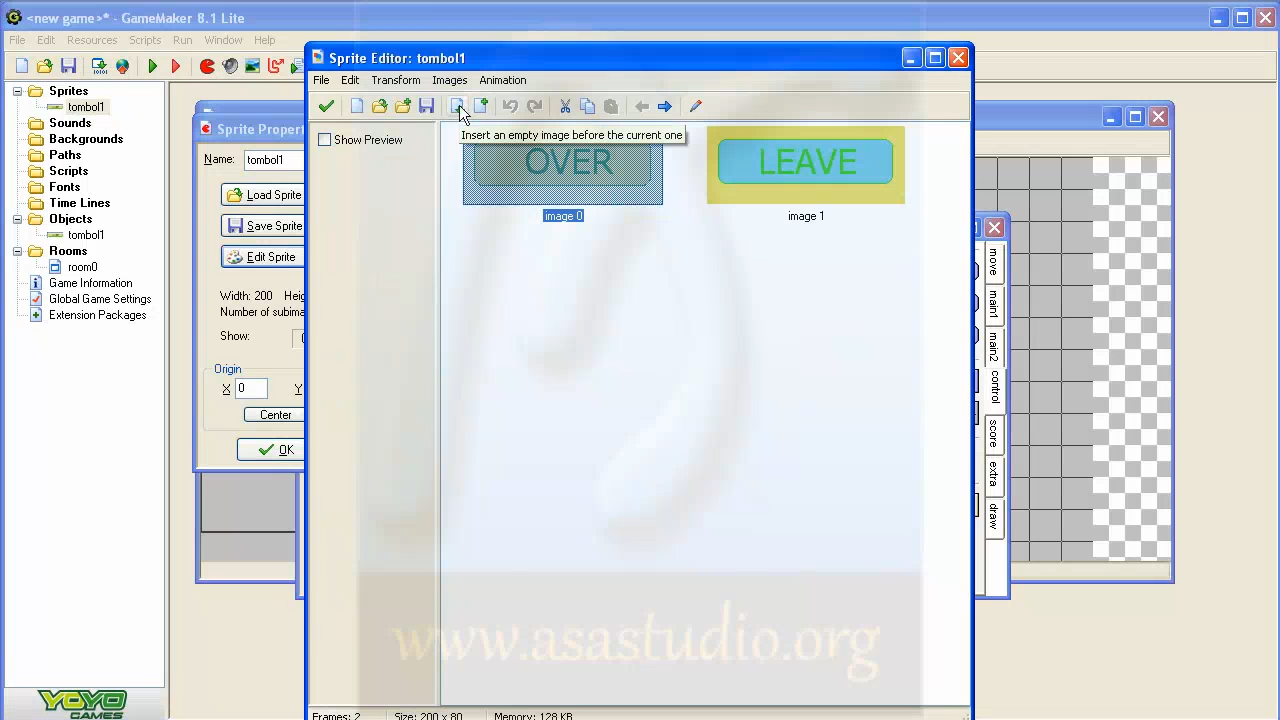 <new game>* - GameMaker 8.1 Lite
File Edit Resources Scripts Run Window Help
Sprites
tombol1
Sounds
Backgrounds
Paths
Scripts
Fonts
Time Lines
Objects
tombol1
Rooms
room0
Game Information
Global Game Settings
Extension Packages
YOYO
GAMES
Sprite Proper
Name: tombol1
Load Sprite
Save Sprite
Edit Sprite
Width: 200 Heig
Number of subima
Show:
Origin
X 0 Y
Center
OK
Sprite Editor: tombol1
File Edit Transform Images Animation
Show Preview
Insert an empty image before the current one
OVER
LEAVE
image 0
image 1
www.asastudio.org
Frames: 2 Size: 200 x 80 Memory: 128 KB
move
main1
main2
control
score
extra
draw